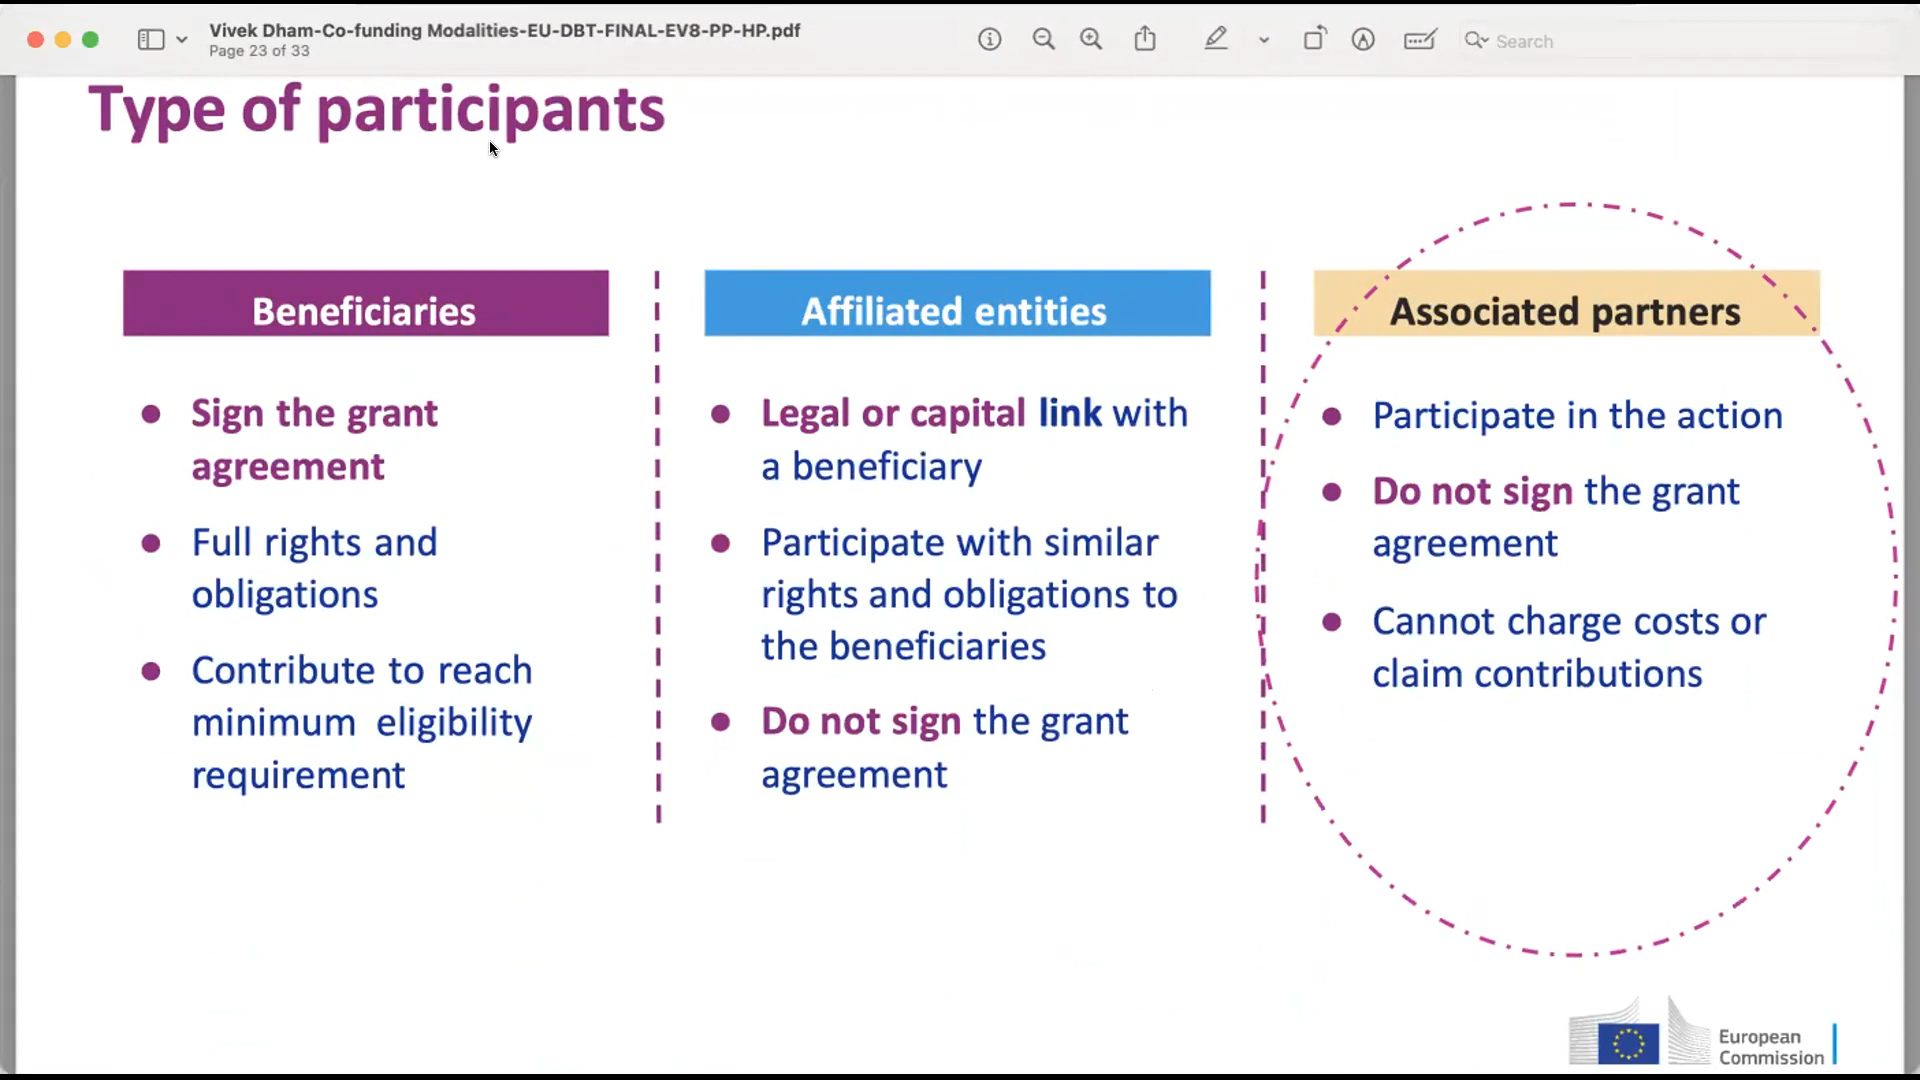 Vivek Dham-Co-funding Modalities-EU-DBT-FINAL-EV8-PP-HP.pdf
Page 23 of 33
Search
Type of participants
Beneficiaries
Sign the grant
agreement
Full rights and
obligations
Contribute to reach
minimum eligibility
requirement
Affiliated entities
Legal or capital link with
a beneficiary
Participate with similar
rights and obligations to
the beneficiaries
Do not sign the grant
agreement
Associated partners
Participate in the action
Do not sign the grant
agreement
Cannot charge costs or
claim contributions
European
Commission